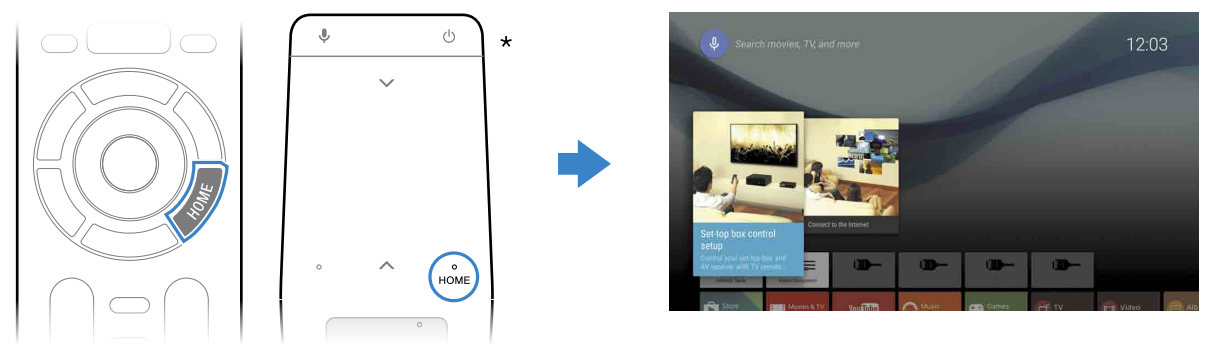 HOME
*
HOME
Search movies, TV, and more
12:03
Set-top box control
setup
Control your set-top box and
AV receiver with TV remote...
Connect to the Internet
Store
Movies & TV
YouTube
Music
Games
TV
Video